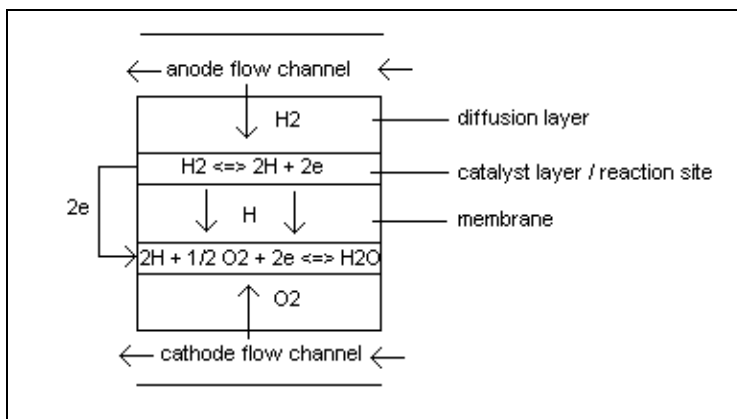 anode flow channel
H2
diffusion layer
H2 <=> 2H + 2e
catalyst layer / reaction site
2e
H
membrane
2H + 1/2 O2 + 2e <=> H2O
O2
cathode flow channel